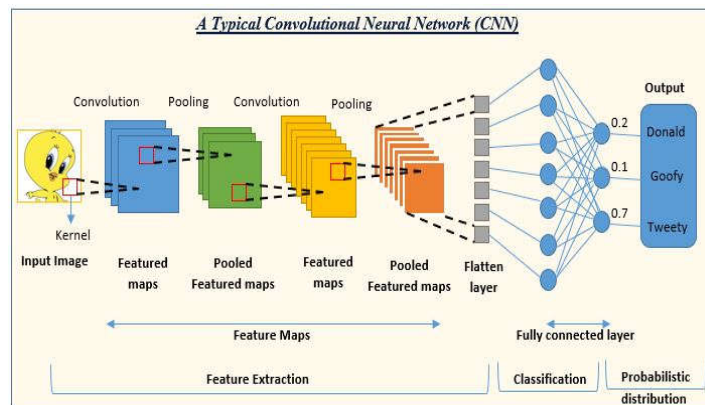 A Typical Convolutional Neural Network (CNN)
Convolution
Pooling
Convolution
Pooling
Output
0.2
Donald
0.1
Goofy
0.7
Tweety
Kernel
Input Image
Featured
maps
Pooled
Featured maps
Featured
maps
Pooled
Featured maps
Flatten
layer
Feature Maps
Fully connected layer
Feature Extraction
Classification
Probabilistic
distribution